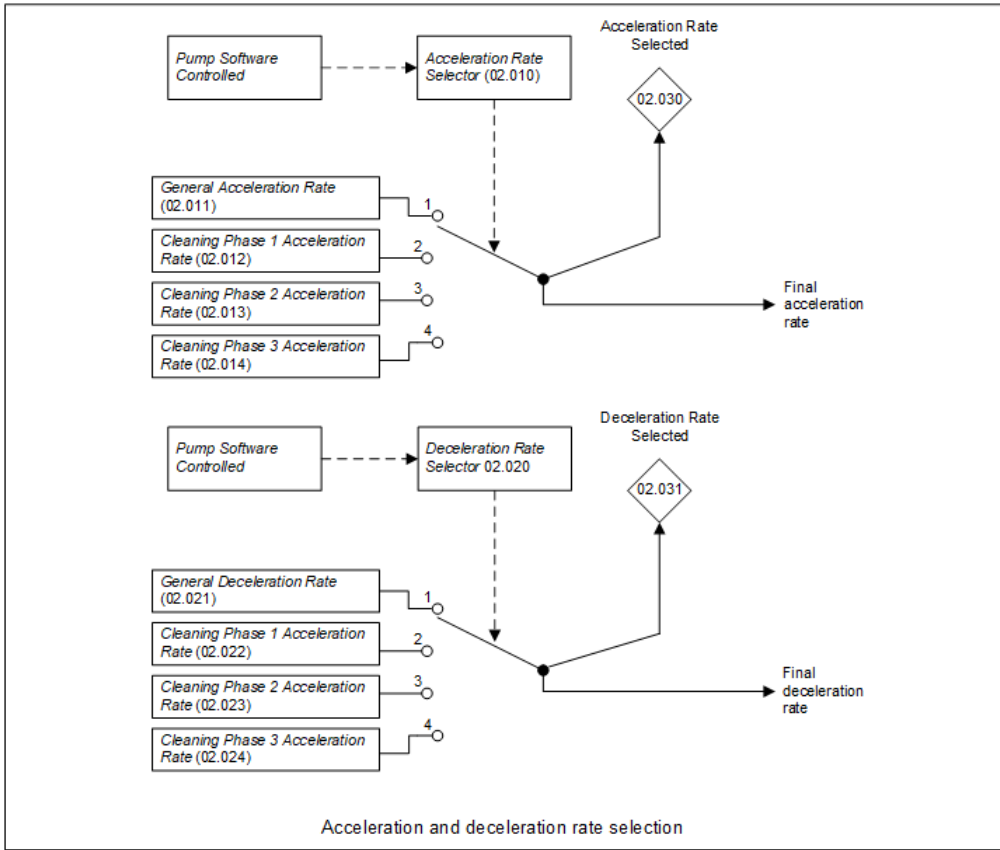 Acceleration Rate
Selected
Pump Software
Controlled
Acceleration Rate
Selector (02.010)
02.030
General Acceleration Rate
(02.011)
1
Cleaning Phase 1 Acceleration
Rate (02.012)
2
Cleaning Phase 2 Acceleration
Rate (02.013)
3
Cleaning Phase 3 Acceleration
Rate (02.014)
4
Final
acceleration
rate
Deceleration Rate
Selected
Pump Software
Controlled
Deceleration Rate
Selector 02.020
02.031
General Deceleration Rate
(02.021)
1
Cleaning Phase 1 Acceleration
Rate (02.022)
2
Cleaning Phase 2 Acceleration
Rate (02.023)
3
Cleaning Phase 3 Acceleration
Rate (02.024)
4
Final
deceleration
rate
Acceleration and deceleration rate selection